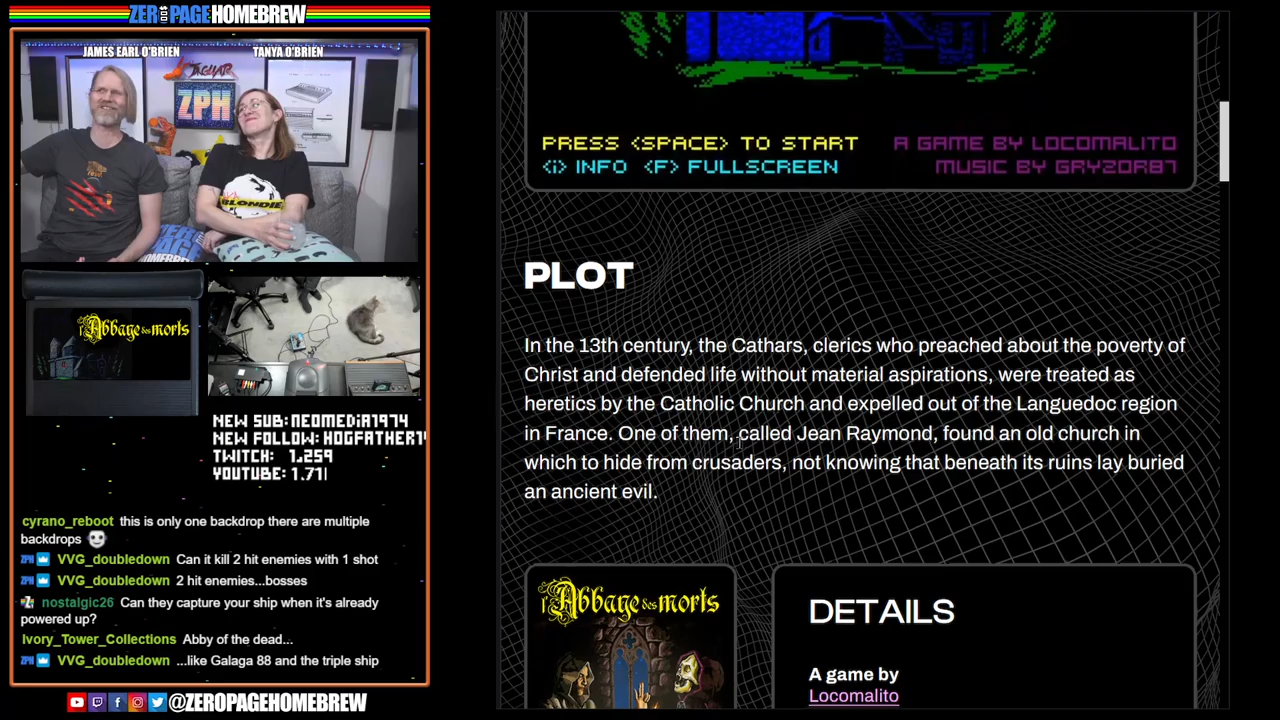 ZERO PAGE HOMEBREW
JAMES EARL O'BRIEN
TANYA O'BRIEN
JAGUAR
ZPH
BLONDIE
l'Abbaye des morts
NEW SUB: NEOMEDIA1974
NEW FOLLOW: HOGFATHER1
TWITCH: 1,259
YOUTUBE: 1,71
cyrano_reboot this is only one backdrop there are multiple
backdrops
ZPH VVG_doubledown Can it kill 2 hit enemies with 1 shot
ZPH VVG_doubledown 2 hit enemies...bosses
nostalgic26 Can they capture your ship when it's already
powered up?
Ivory_Tower_Collections Abby of the dead...
ZPH VVG_doubledown ...like Galaga 88 and the triple ship
@ZEROPAGEHOMEBREW
PRESS <SPACE> TO START
A GAME BY LOCOMALITO
<i> INFO <F> FULLSCREEN
MUSIC BY GRYZOR87
PLOT
In the 13th century, the Cathars, clerics who preached about the poverty of
Christ and defended life without material aspirations, were treated as
heretics by the Catholic Church and expelled out of the Languedoc region
in France. One of them, called Jean Raymond, found an old church in
which to hide from crusaders, not knowing that beneath its ruins lay buried
an ancient evil.
l'Abbaye des morts
DETAILS
A game by
Locomalito